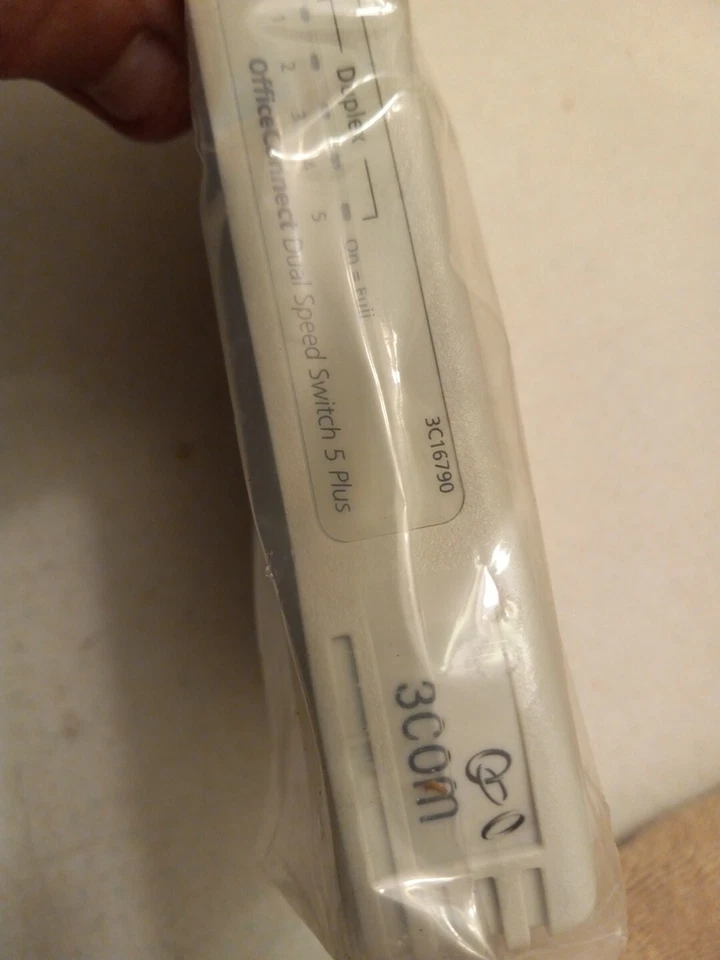 Duplex
1 2 3 4 5 On = Full
OfficeConnect Dual Speed Switch 5 Plus
3C16790
3com